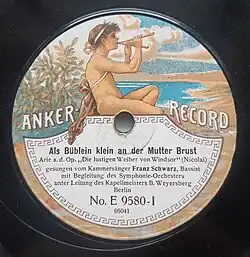 ANKER RECORD
Als Büblein klein an der Mutter Brust
Arie a. d. Op. „Die lustigen Weiber von Windsor“ (Nicolai)
gesungen vom Kammersänger Franz Schwarz, Bassist
mit Begleitung des Symphonie-Orchesters
unter Leitung des Kapellmeisters B. Weyersberg
Berlin
No. E 9580-I
05041